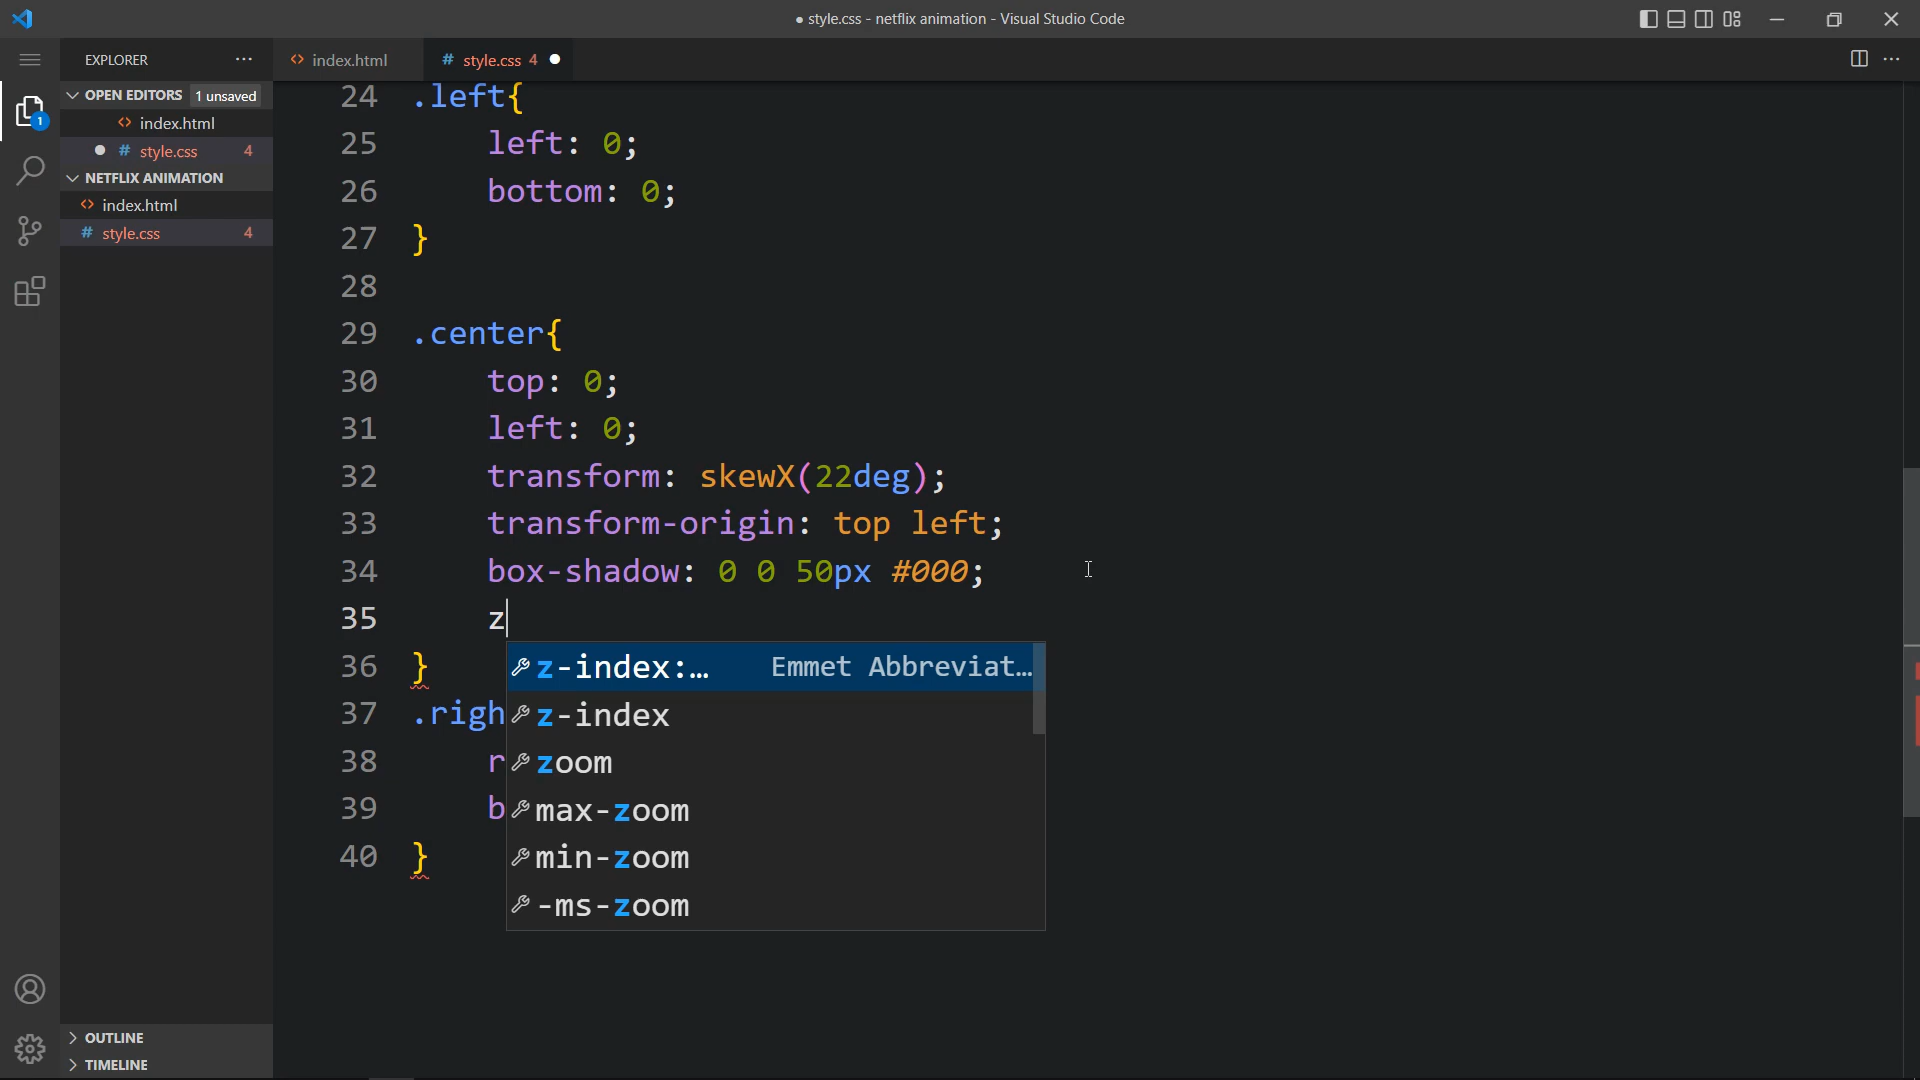 ● style.css - netflix animation - Visual Studio Code
EXPLORER
OPEN EDITORS 1 unsaved
<> index.html
● # style.css 4
NETFLIX ANIMATION
<> index.html
# style.css 4
OUTLINE
TIMELINE
1
<> index.html
# style.css 4 ●
24 .left{
25 left: 0;
26 bottom: 0;
27 }
28
29 .center{
30 top: 0;
31 left: 0;
32 transform: skewX(22deg);
33 transform-origin: top left;
34 box-shadow: 0 0 50px #000;
35 z
36 }
37 .righ
38 r
39 b
40 }
z-index:… Emmet Abbreviat…
z-index
zoom
max-zoom
min-zoom
-ms-zoom